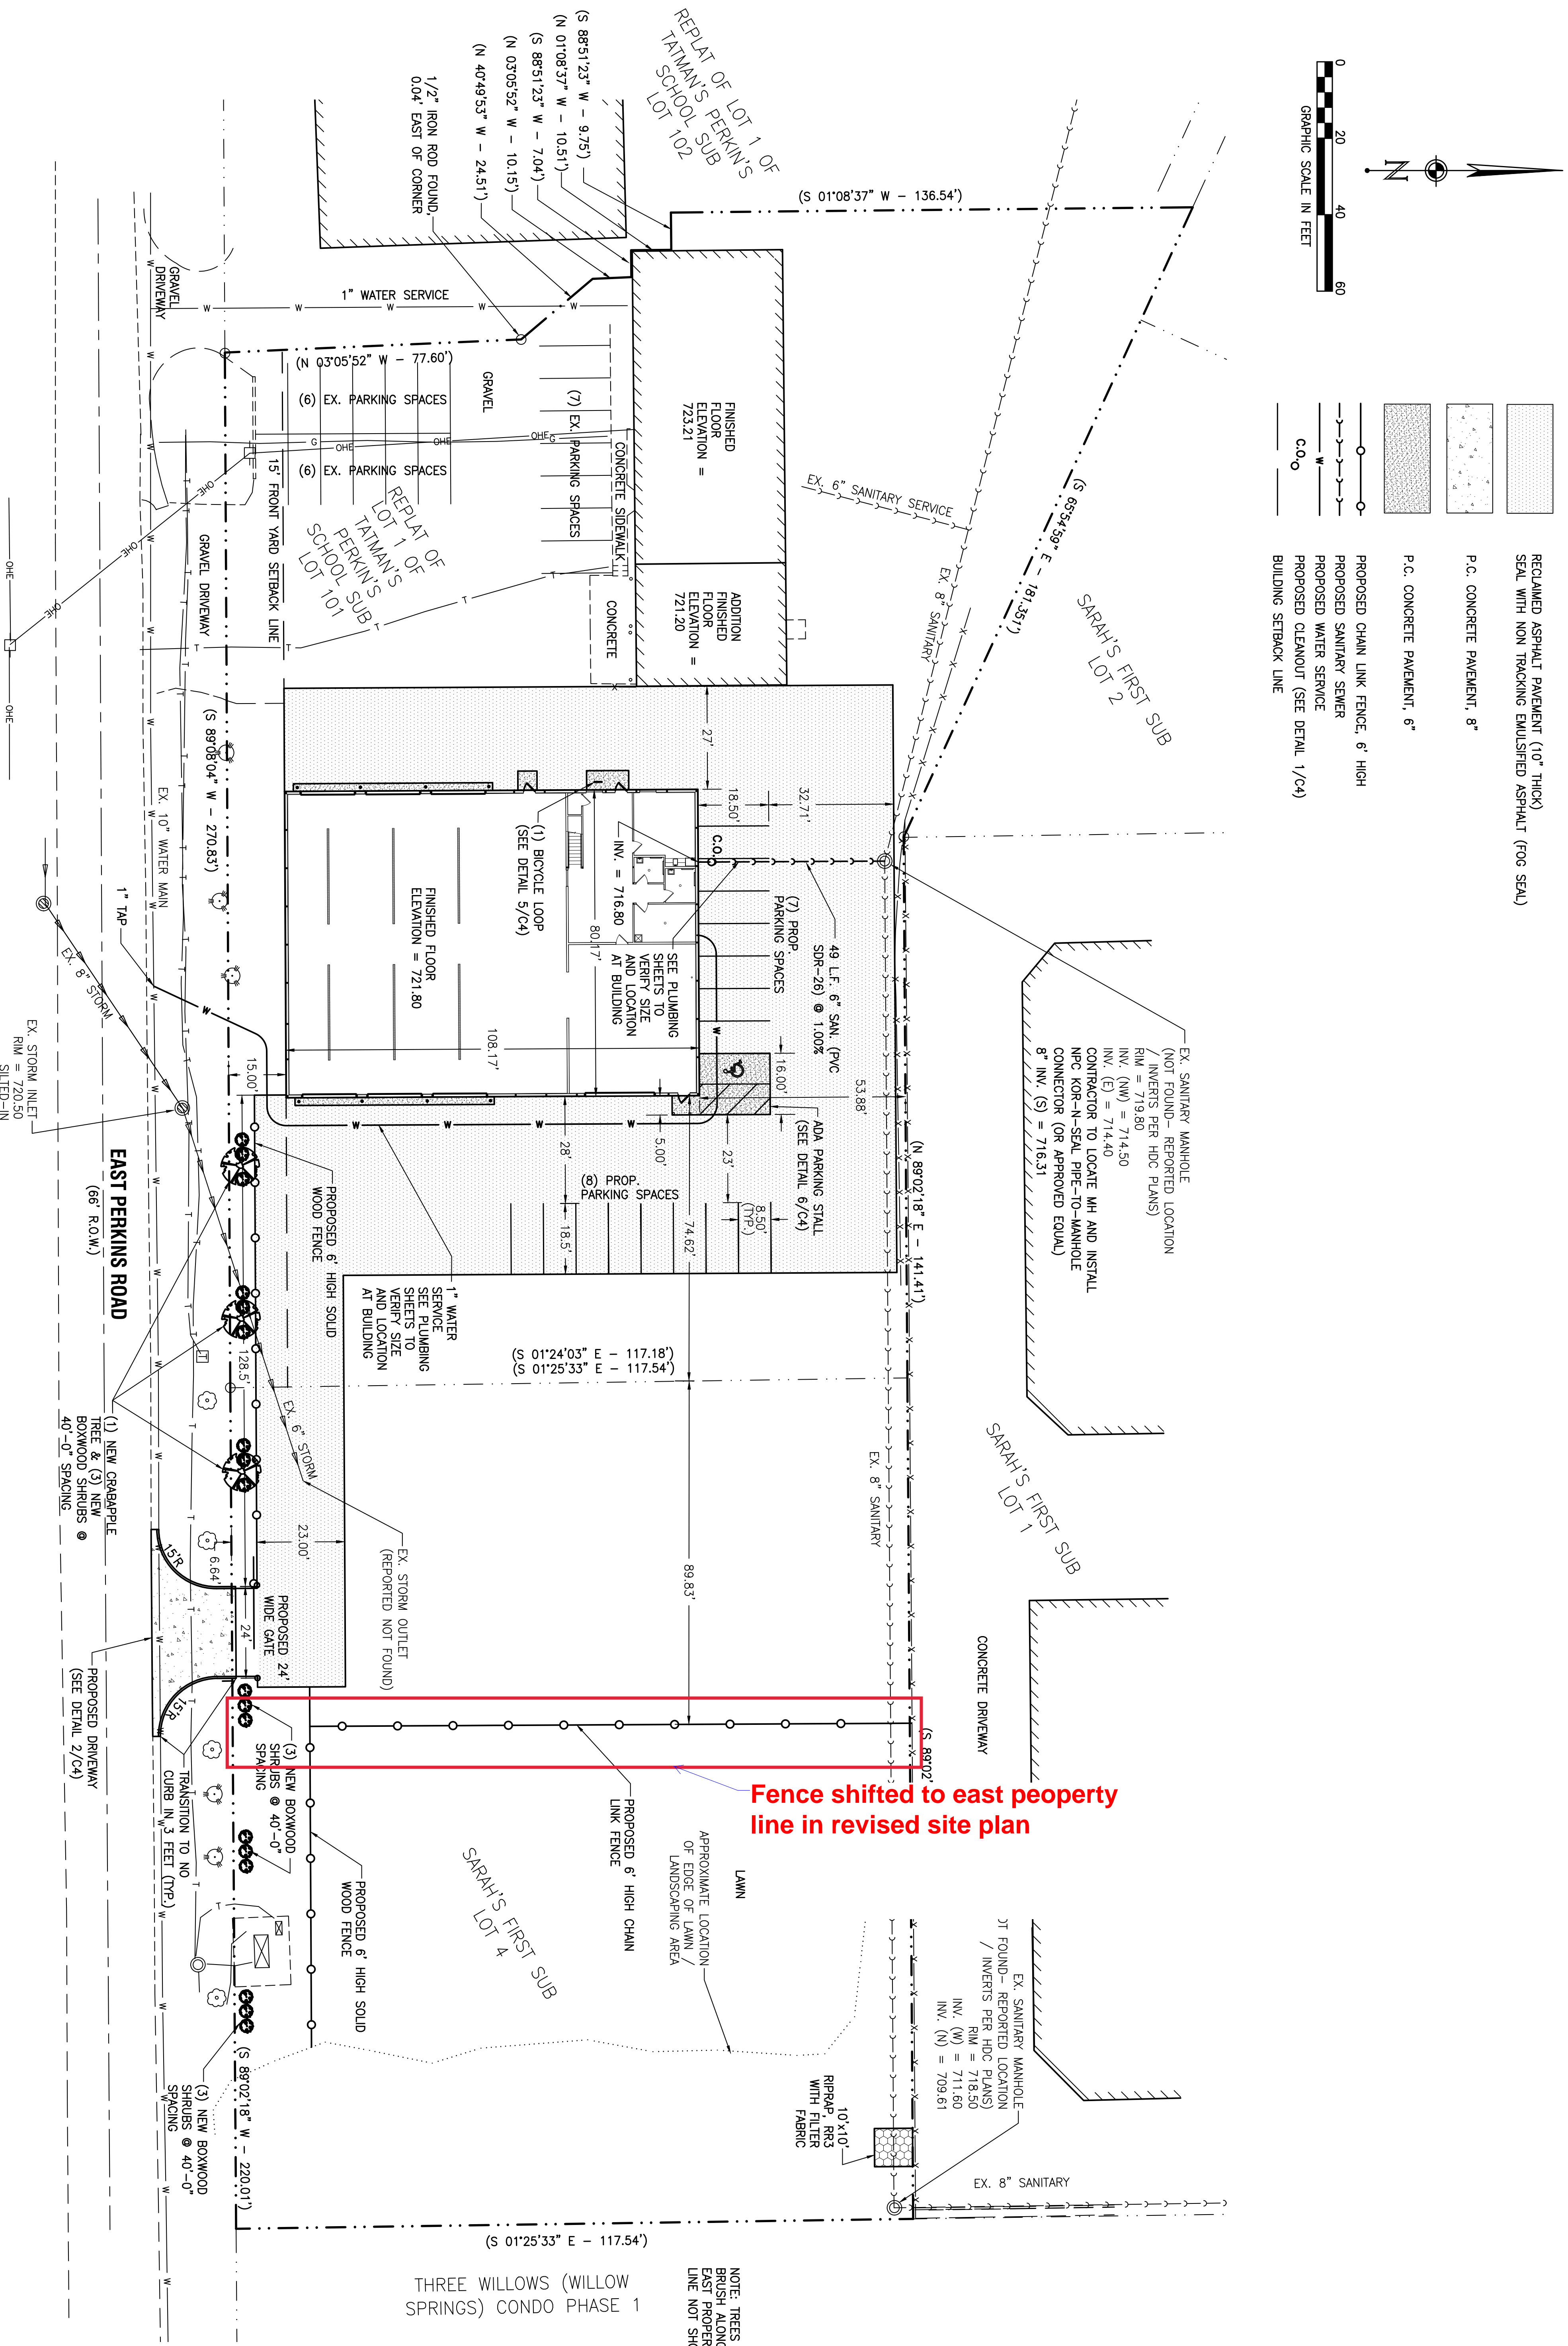 0
20
40
60
GRAPHIC SCALE IN FEET
N
RECLAIMED ASPHALT PAVEMENT (10" THICK)
SEAL WITH NON TRACKING EMULSIFIED ASPHALT (FOG SEAL)
P.C. CONCRETE PAVEMENT, 8"
P.C. CONCRETE PAVEMENT, 6"
PROPOSED CHAIN LINK FENCE, 6' HIGH
PROPOSED SANITARY SEWER
W
PROPOSED WATER SERVICE
C.O.
PROPOSED CLEANOUT (SEE DETAIL 1/C4)
BUILDING SETBACK LINE
REPLAT OF LOT 1 OF
TATMAN'S PERKIN'S
SCHOOL SUB
LOT 102
(S 88°51'23" W - 9.75')
(N 01°08'37" W - 10.51')
(S 88°51'23" W - 7.04')
(N 03°05'52" W - 10.15')
(N 40°49'53" W - 24.51')
1/2" IRON ROD FOUND,
0.04' EAST OF CORNER
(S 01°08'37" W - 136.54')
(S 65°54'59" E - 181.351')
SARAH'S FIRST SUB
LOT 2
EX. 6" SANITARY SERVICE
EX. 8" SANITARY
FINISHED
FLOOR
ELEVATION =
723.21
ADDITION
FINISHED
FLOOR
ELEVATION =
721.20
1" WATER SERVICE
GRAVEL
DRIVEWAY
(N 03°05'52" W - 77.60')
(6) EX. PARKING SPACES
(6) EX. PARKING SPACES
GRAVEL
(7) EX. PARKING SPACES
CONCRETE SIDEWALK
CONCRETE
15' FRONT YARD SETBACK LINE
REPLAT OF
LOT 1 OF
TATMAN'S
PERKIN'S
SCHOOL SUB
LOT 101
GRAVEL DRIVEWAY
(S 89°08'04" W - 270.83')
EX. 10" WATER MAIN
1" TAP
EX. 8" STORM
EX. STORM INLET
RIM = 720.50
SILTED-IN
27'
18.50'
32.71'
C.O.
(1) BICYCLE LOOP
(SEE DETAIL 5/C4)
INV. = 716.80
80.17'
FINISHED FLOOR
ELEVATION = 721.80
SEE PLUMBING
SHEETS TO
VERIFY SIZE
AND LOCATION
AT BUILDING
108.17'
15.00'
(7) PROP.
PARKING SPACES
49 L.F. 6" SAN. (PVC
SDR-26) @ 1.00%
16.00'
53.88'
5.00'
28'
23'
ADA PARKING STALL
(SEE DETAIL 6/C4)
(8) PROP.
PARKING SPACES
18.5'
8.50'
(TYP.)
74.62'
EX. SANITARY MANHOLE
(NOT FOUND- REPORTED LOCATION
/ INVERTS PER HDC PLANS)
RIM = 719.80
INV. (NW) = 714.50
INV. (E) = 714.40
CONTRACTOR TO LOCATE MH AND INSTALL
NPC KOR-N-SEAL PIPE-TO-MANHOLE
CONNECTOR (OR APPROVED EQUAL)
8" INV. (S) = 716.31
(N 89°02'18" E - 141.41')
EAST PERKINS ROAD
(66' R.O.W.)
PROPOSED 6' HIGH SOLID
WOOD FENCE
1" WATER
SERVICE
SEE PLUMBING
SHEETS TO
VERIFY SIZE
AND LOCATION
AT BUILDING
(S 01°24'03" E - 117.18')
(S 01°25'33" E - 117.54')
128.5'
EX. 6" STORM
(1) NEW CRABAPPLE
TREE & (3) NEW
BOXWOOD SHRUBS @
40'-0" SPACING
EX. STORM OUTLET
(REPORTED NOT FOUND)
23.00'
6.64'
24'
15'R
15'R
PROPOSED 24'
WIDE GATE
89.83'
EX. 8" SANITARY
SARAH'S FIRST SUB
LOT 1
CONCRETE DRIVEWAY
(S 89°02'
PROPOSED DRIVEWAY
(SEE DETAIL 2/C4)
TRANSITION TO NO
CURB IN 3 FEET (TYP.)
(3) NEW BOXWOOD
SHRUBS @ 40'-0"
SPACING
Fence shifted to east peoperty
line in revised site plan
PROPOSED 6' HIGH CHAIN
LINK FENCE
PROPOSED 6' HIGH SOLID
WOOD FENCE
SARAH'S FIRST SUB
LOT 4
LAWN
APPROXIMATE LOCATION
OF EDGE OF LAWN /
LANDSCAPING AREA
EX. SANITARY MANHOLE
OT FOUND- REPORTED LOCATION
/ INVERTS PER HDC PLANS)
RIM = 718.50
INV. (W) = 711.60
INV. (N) = 709.61
10'x10'
RIPRAP, RR3
WITH FILTER
FABRIC
EX. 8" SANITARY
(3) NEW BOXWOOD
SHRUBS @ 40'-0"
SPACING
(S 89°02'18" W - 220.01')
(S 01°25'33" E - 117.54')
THREE WILLOWS (WILLOW
SPRINGS) CONDO PHASE 1
NOTE: TREES
BRUSH ALONG
EAST PROPER
LINE NOT SHO